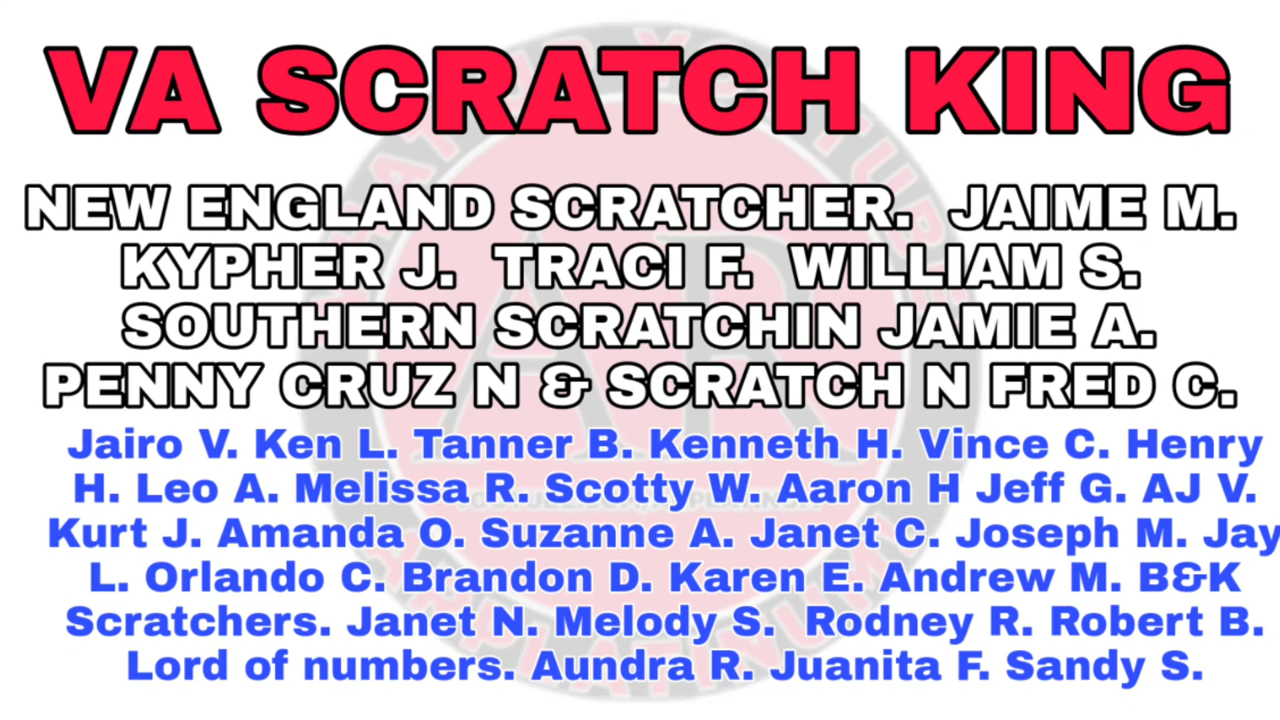 VA SCRATCH KING
NEW ENGLAND SCRATCHER.  JAIME M.
KYPHER J.  TRACI F.  WILLIAM S.
SOUTHERN SCRATCHIN JAMIE A.
PENNY CRUZ N & SCRATCH N FRED C.
Jairo V. Ken L. Tanner B. Kenneth H. Vince C. Henry
H. Leo A. Melissa R. Scotty W. Aaron H Jeff G. AJ V.
Kurt J. Amanda O. Suzanne A. Janet C. Joseph M. Jay
L. Orlando C. Brandon D. Karen E. Andrew M. B&K
Scratchers. Janet N. Melody S.  Rodney R. Robert B.
Lord of numbers. Aundra R. Juanita F. Sandy S.